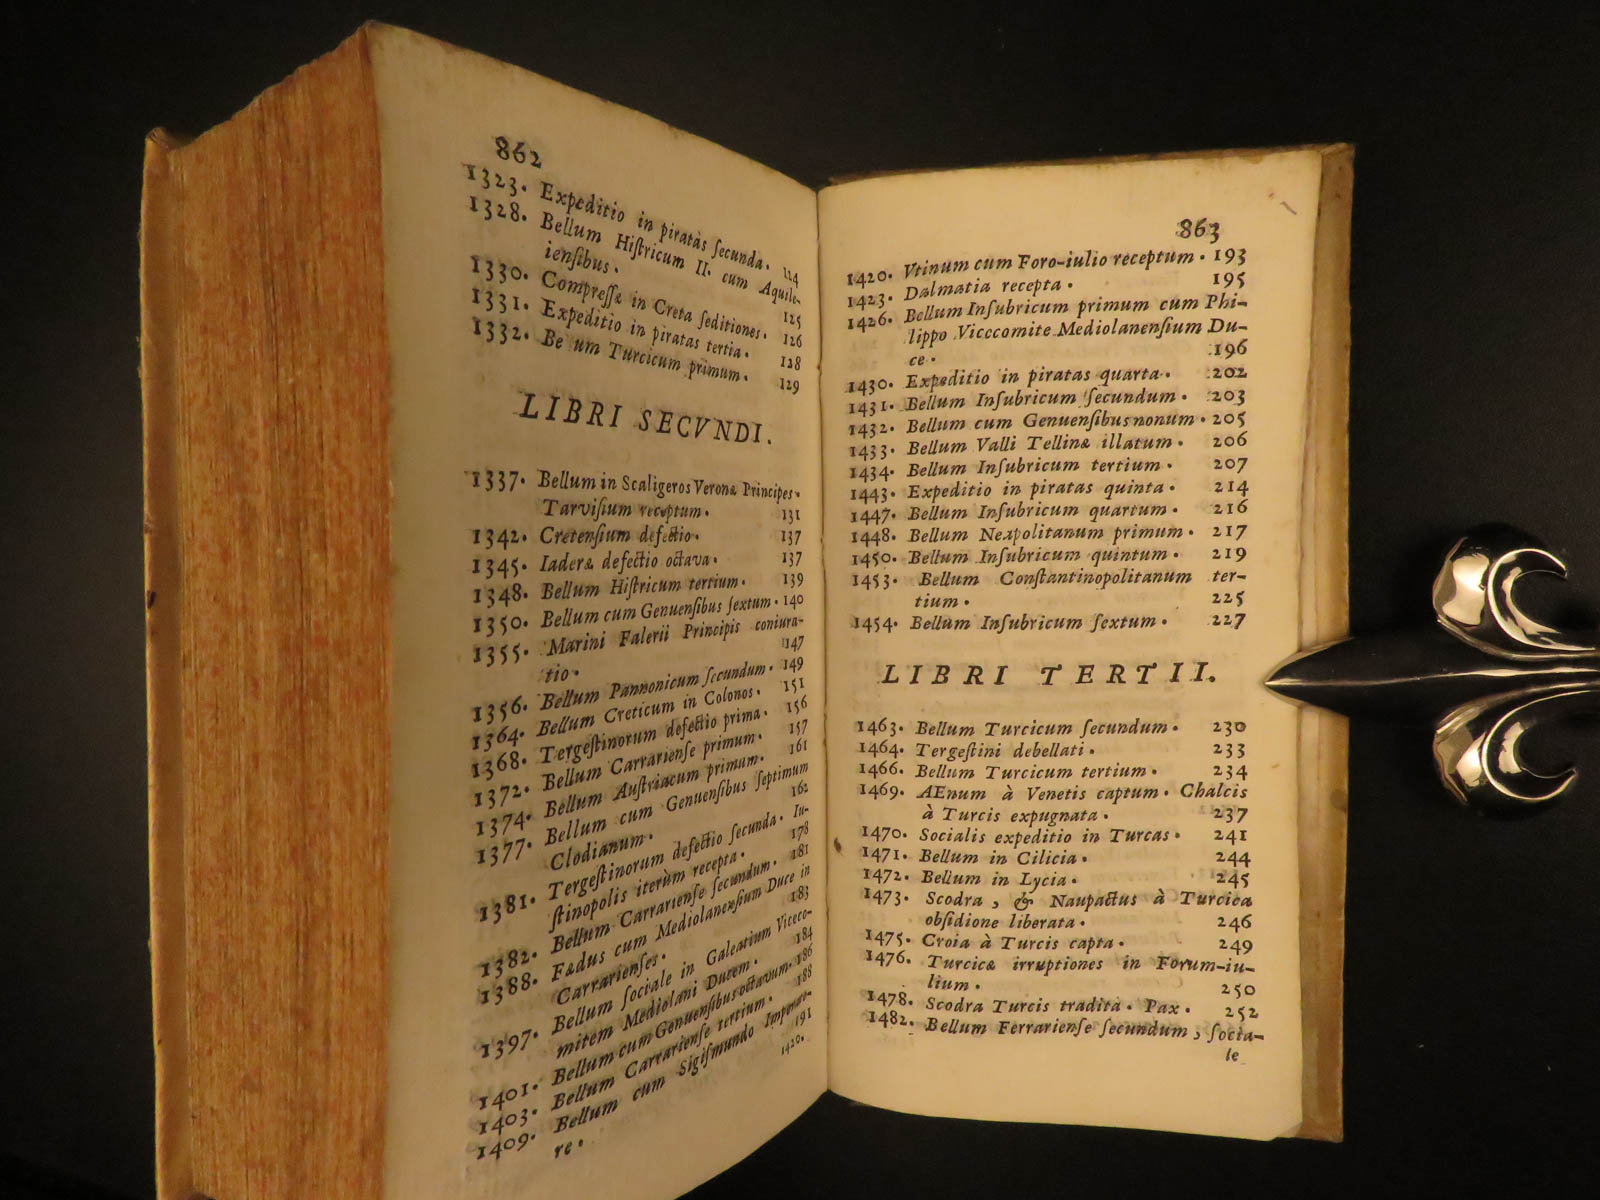 862
1323. Expeditio in piratas ſecunda. 124
1328. Bellum Hiſtricum II. cum Aquile-
ienſibus. 125
1330. Compreſſæ in Creta ſeditiones. 126
1331. Expeditio in piratas tertia. 128
1332. Be um Turcicum primum. 129
LIBRI SECVNDI.
1337. Bellum in Scaligeros Veronæ Principes.
Tarviſium receptum. 131
1342. Cretenſium defectio. 137
1345. Iaderæ defectio octava. 137
1348. Bellum Hiſtricum tertium. 139
1350. Bellum cum Genuenſibus ſextum. 140
1355. Marini Falerii Principis coniura-
tio. 147
1356. Bellum Pannonicum ſecundum. 149
1364. Bellum Creticum in Colonos. 151
1368. Tergeſtinorum defectio prima. 156
1372. Bellum Carrarienſe primum. 157
1374. Bellum Auſtriacum primum. 161
1377. Bellum cum Genuenſibus ſeptimum
Clodianum. 162
1381. Tergeſtinorum defectio ſecunda. Iu-
ſtinopolis iterùm recepta. 178
1382. Bellum Carrarienſe ſecundum. 181
1388. Fædus cum Mediolanenſium Duce in
Carrarienſes. 183
1397. Bellum ſociale in Galeatium Viceco-
mitem Mediolani Ducem. 184
1401. Bellum cum Genuenſibus octavum. 186
1403. Bellum Carrarienſe tertium. 188
1409. Bellum cum Sigiſmundo Imperato-
re. 191
1420.
863
1420. Vtinum cum Foro-iulio receptum. 193
1423. Dalmatia recepta. 195
1426. Bellum Inſubricum primum cum Phi-
lippo Vicecomite Mediolanenſium Du-
ce. 196
1430. Expeditio in piratas quarta. 202
1431. Bellum Inſubricum ſecundum. 203
1432. Bellum cum Genuenſibus nonum. 205
1433. Bellum Valli Tellinæ illatum. 206
1434. Bellum Inſubricum tertium. 207
1443. Expeditio in piratas quinta. 214
1447. Bellum Inſubricum quartum. 216
1448. Bellum Neapolitanum primum. 217
1450. Bellum Inſubricum quintum. 219
1453. Bellum Conſtantinopolitanum ter-
tium. 225
1454. Bellum Inſubricum ſextum. 227
LIBRI TERTII.
1463. Bellum Turcicum ſecundum. 230
1464. Tergeſtini debellati. 233
1466. Bellum Turcicum tertium. 234
1469. AEnum à Venetis captum. Chalcis
à Turcis expugnata. 237
1470. Socialis expeditio in Turcas. 241
1471. Bellum in Cilicia. 244
1472. Bellum in Lycia. 245
1473. Scodra, & Naupactus à Turcica
obſidione liberata. 246
1475. Croia à Turcis capta. 249
1476. Turcicæ irruptiones in Forum-iu-
lium. 250
1478. Scodra Turcis tradita. Pax. 252
1482. Bellum Ferrarienſe ſecundum, ſocia-
le